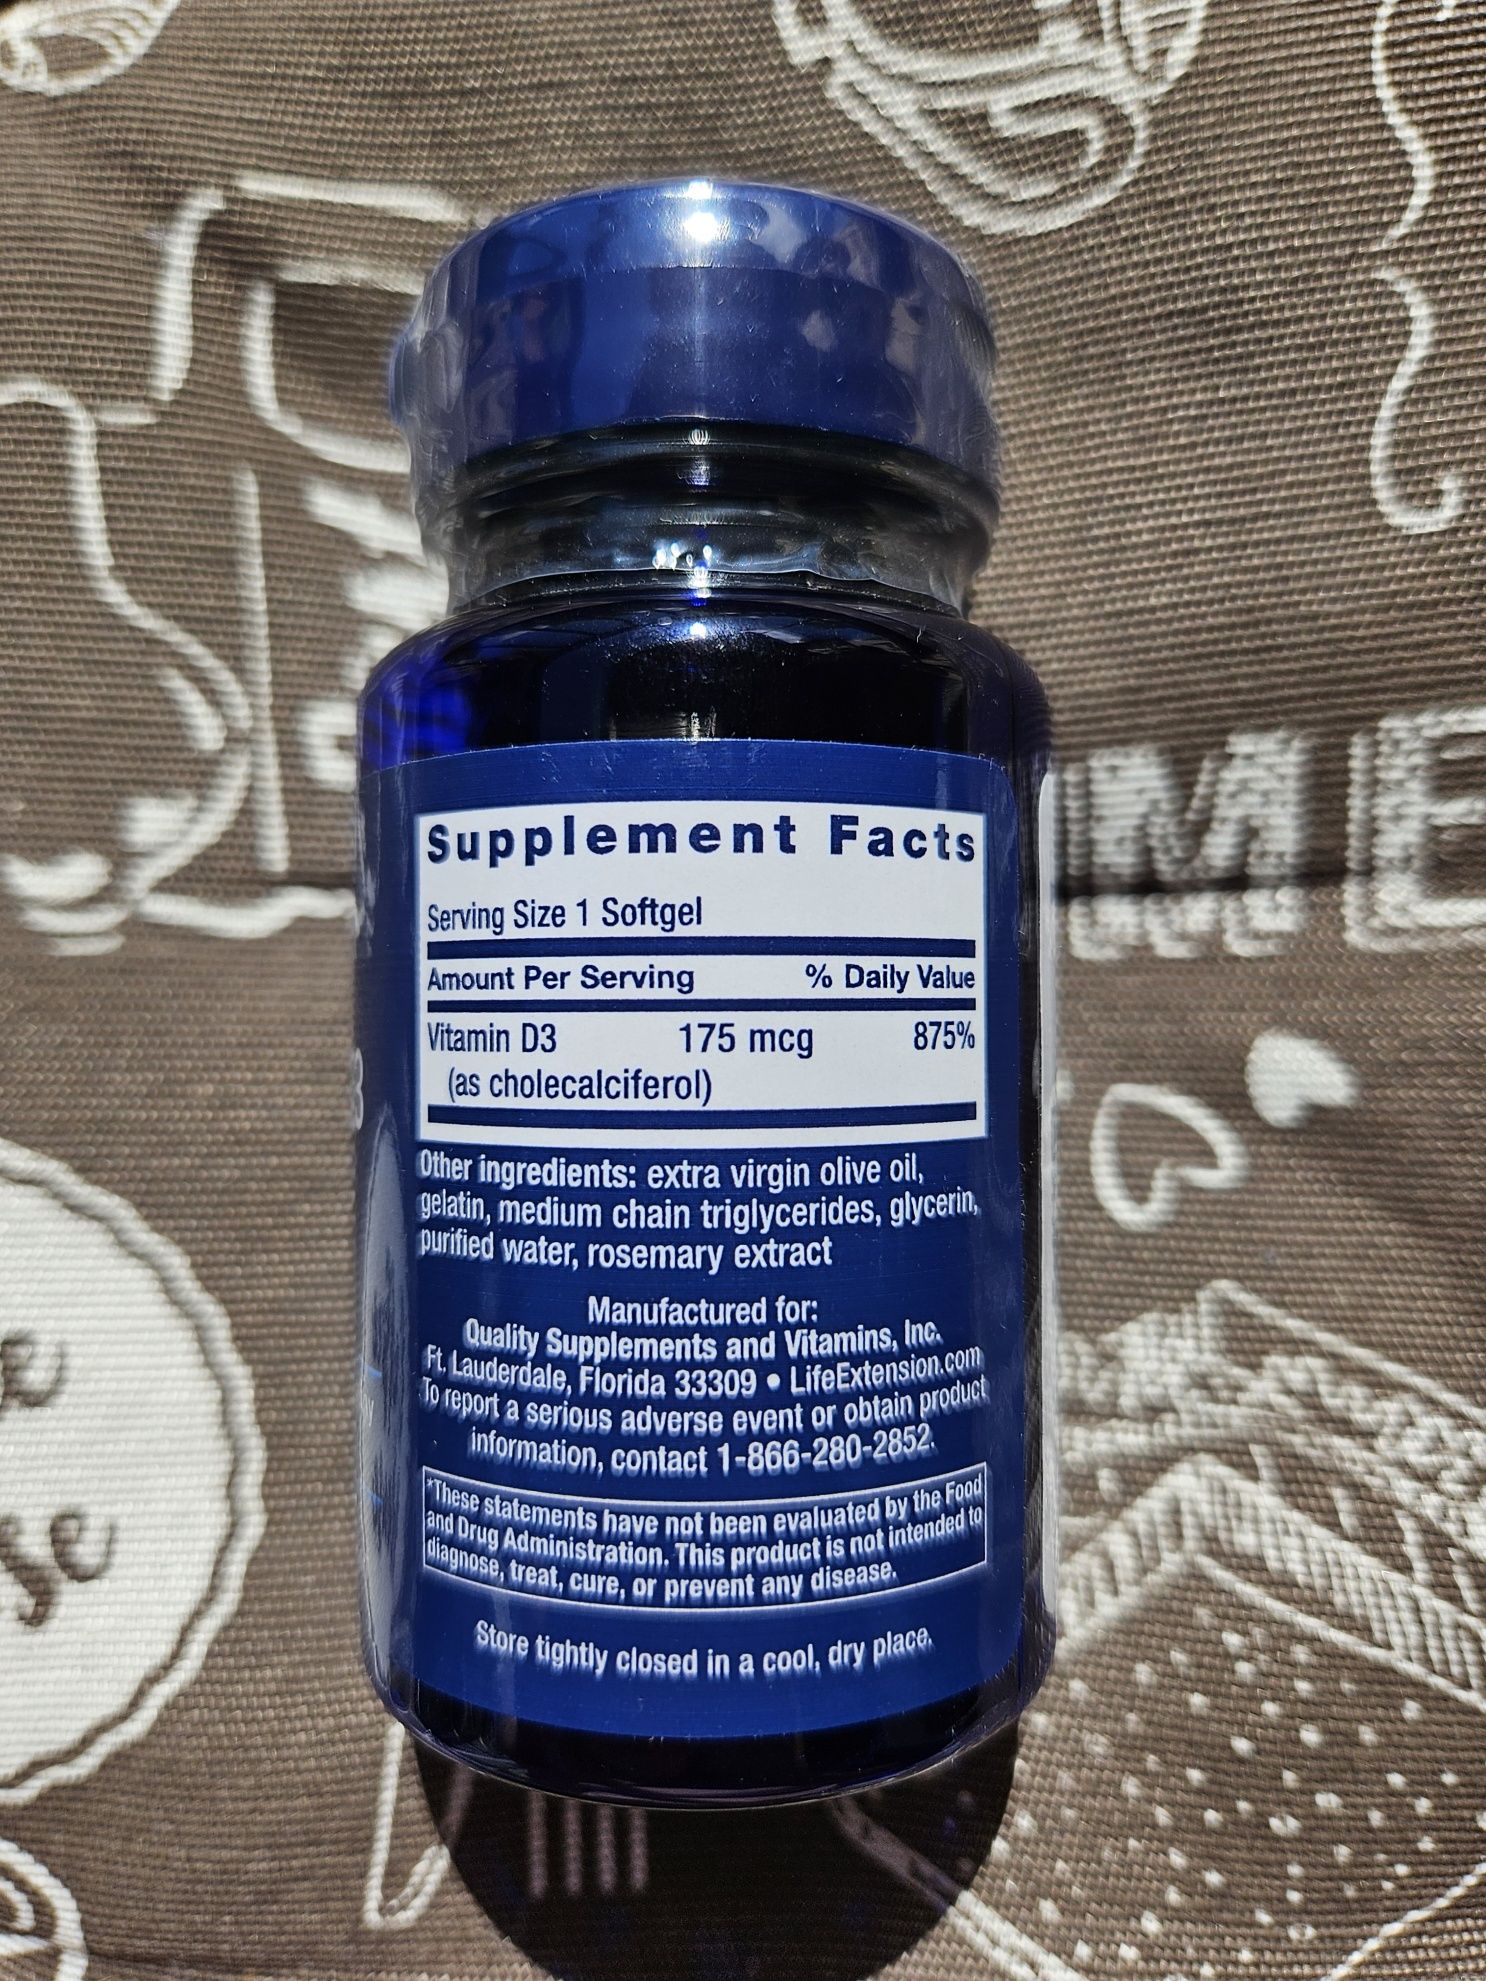 Supplement Facts
Serving Size 1 Softgel
Amount Per Serving % Daily Value
Vitamin D3 175 mcg 875%
(as cholecalciferol)
Other ingredients: extra virgin olive oil,
gelatin, medium chain triglycerides, glycerin,
purified water, rosemary extract
Manufactured for:
Quality Supplements and Vitamins, Inc.
Ft. Lauderdale, Florida 33309 • LifeExtension.com
To report a serious adverse event or obtain product
information, contact 1-866-280-2852.
*These statements have not been evaluated by the Food
and Drug Administration. This product is not intended to
diagnose, treat, cure, or prevent any disease.
Store tightly closed in a cool, dry place.